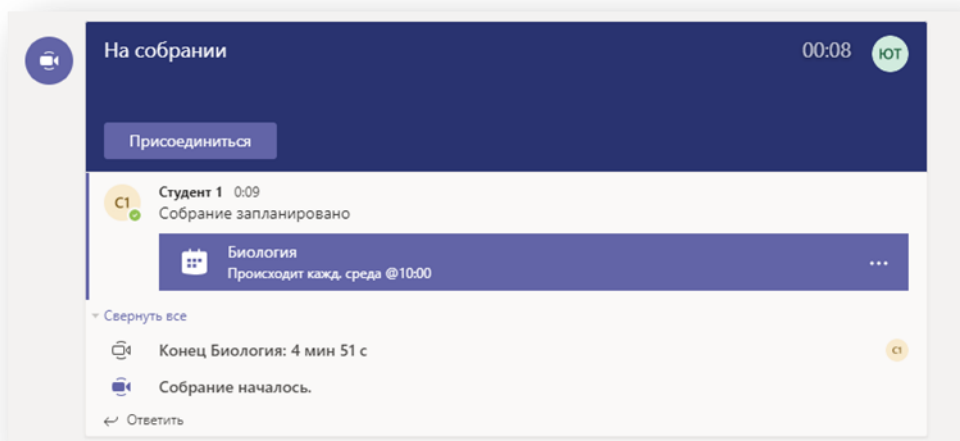 На собрании
00:08
ЮТ
Присоединиться
С1
Студент 1 0:09
Собрание запланировано
Биология
Происходит кажд. среда @10:00
Свернуть все
Конец Биология: 4 мин 51 с
С1
Собрание началось.
Ответить